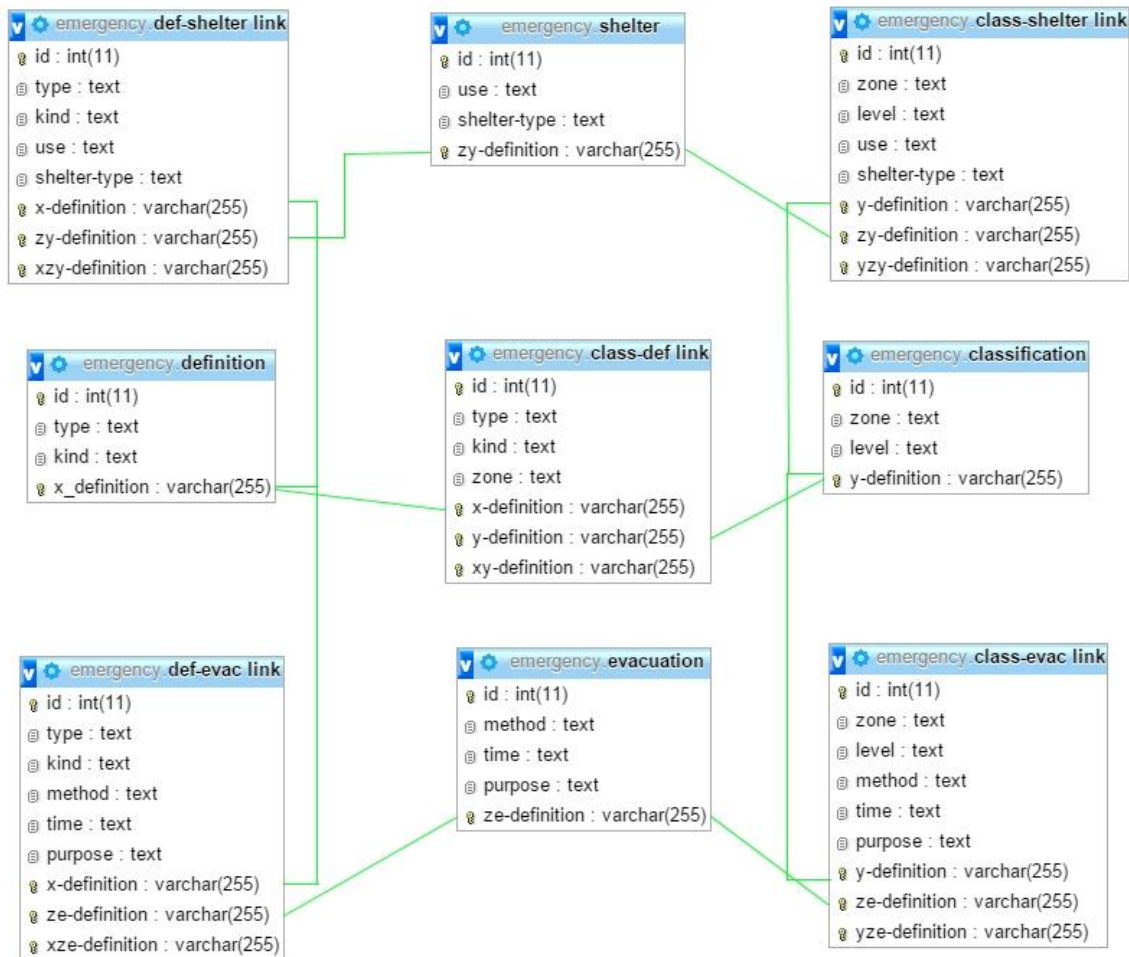 v emergency.def-shelter link
id : int(11)
type : text
kind : text
use : text
shelter-type : text
x-definition : varchar(255)
zy-definition : varchar(255)
xzy-definition : varchar(255)
v emergency.shelter
id : int(11)
use : text
shelter-type : text
zy-definition : varchar(255)
v emergency.class-shelter link
id : int(11)
zone : text
level : text
use : text
shelter-type : text
y-definition : varchar(255)
zy-definition : varchar(255)
yzy-definition : varchar(255)
v emergency.definition
id : int(11)
type : text
kind : text
x_definition : varchar(255)
v emergency.class-def link
id : int(11)
type : text
kind : text
zone : text
x-definition : varchar(255)
y-definition : varchar(255)
xy-definition : varchar(255)
v emergency.classification
id : int(11)
zone : text
level : text
y-definition : varchar(255)
v emergency.def-evac link
id : int(11)
type : text
kind : text
method : text
time : text
purpose : text
x-definition : varchar(255)
ze-definition : varchar(255)
xze-definition : varchar(255)
v emergency.evacuation
id : int(11)
method : text
time : text
purpose : text
ze-definition : varchar(255)
v emergency.class-evac link
id : int(11)
zone : text
level : text
method : text
time : text
purpose : text
y-definition : varchar(255)
ze-definition : varchar(255)
yze-definition : varchar(255)